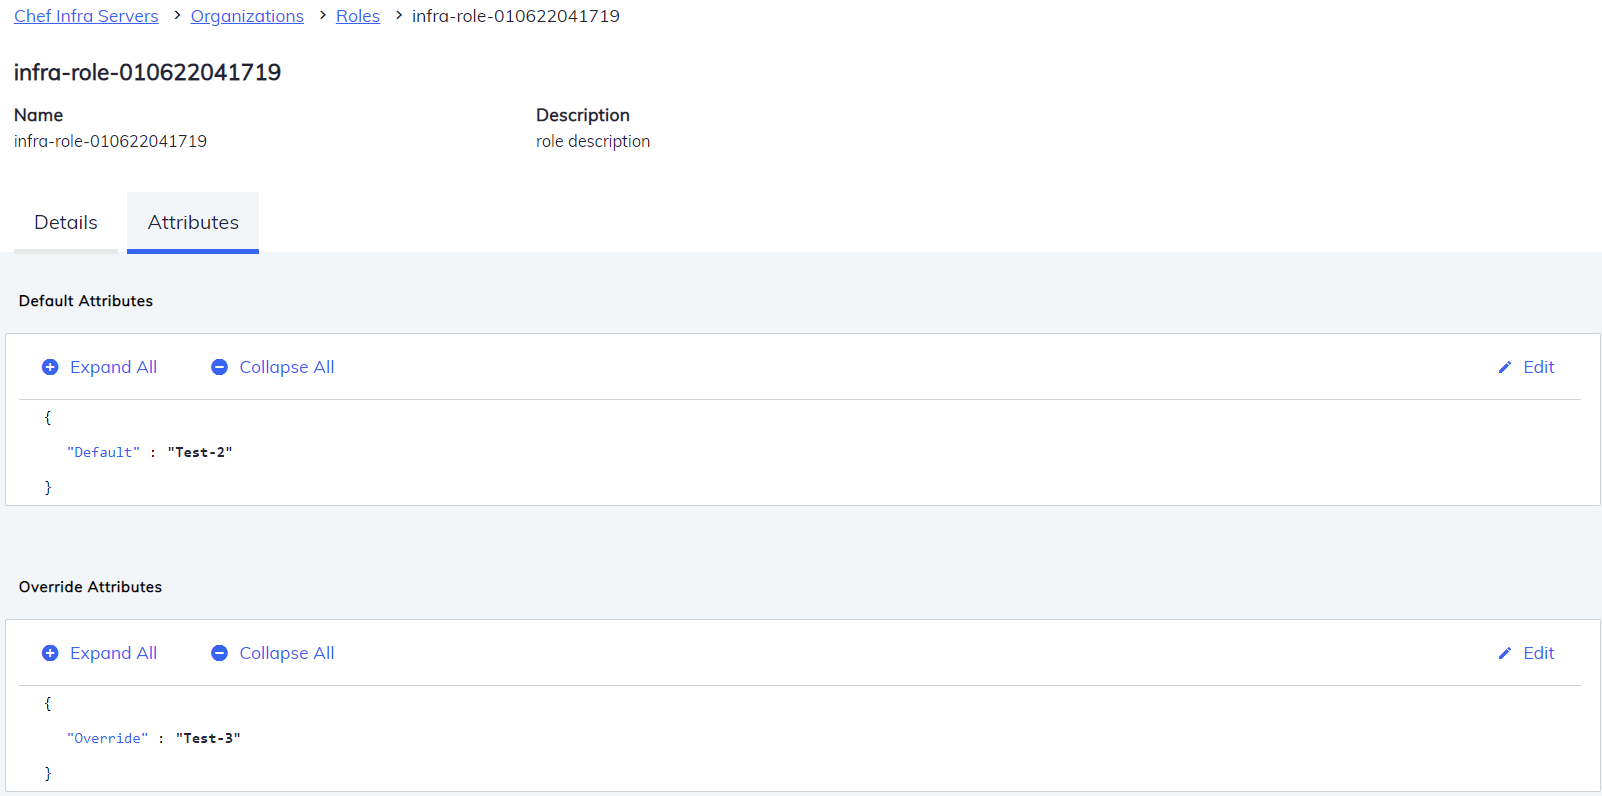 Chef Infra Servers > Organizations > Roles > infra-role-010622041719
infra-role-010622041719
Name Description
infra-role-010622041719 role description
Details Attributes
Default Attributes
Expand All Collapse All Edit
{
"Default" : "Test-2"
}
Override Attributes
Expand All Collapse All Edit
{
"Override" : "Test-3"
}